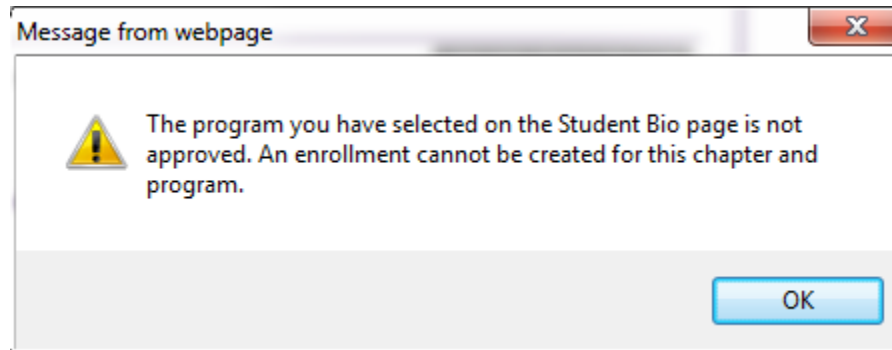 Message from webpage
The program you have selected on the Student Bio page is not
approved. An enrollment cannot be created for this chapter and
program.
OK